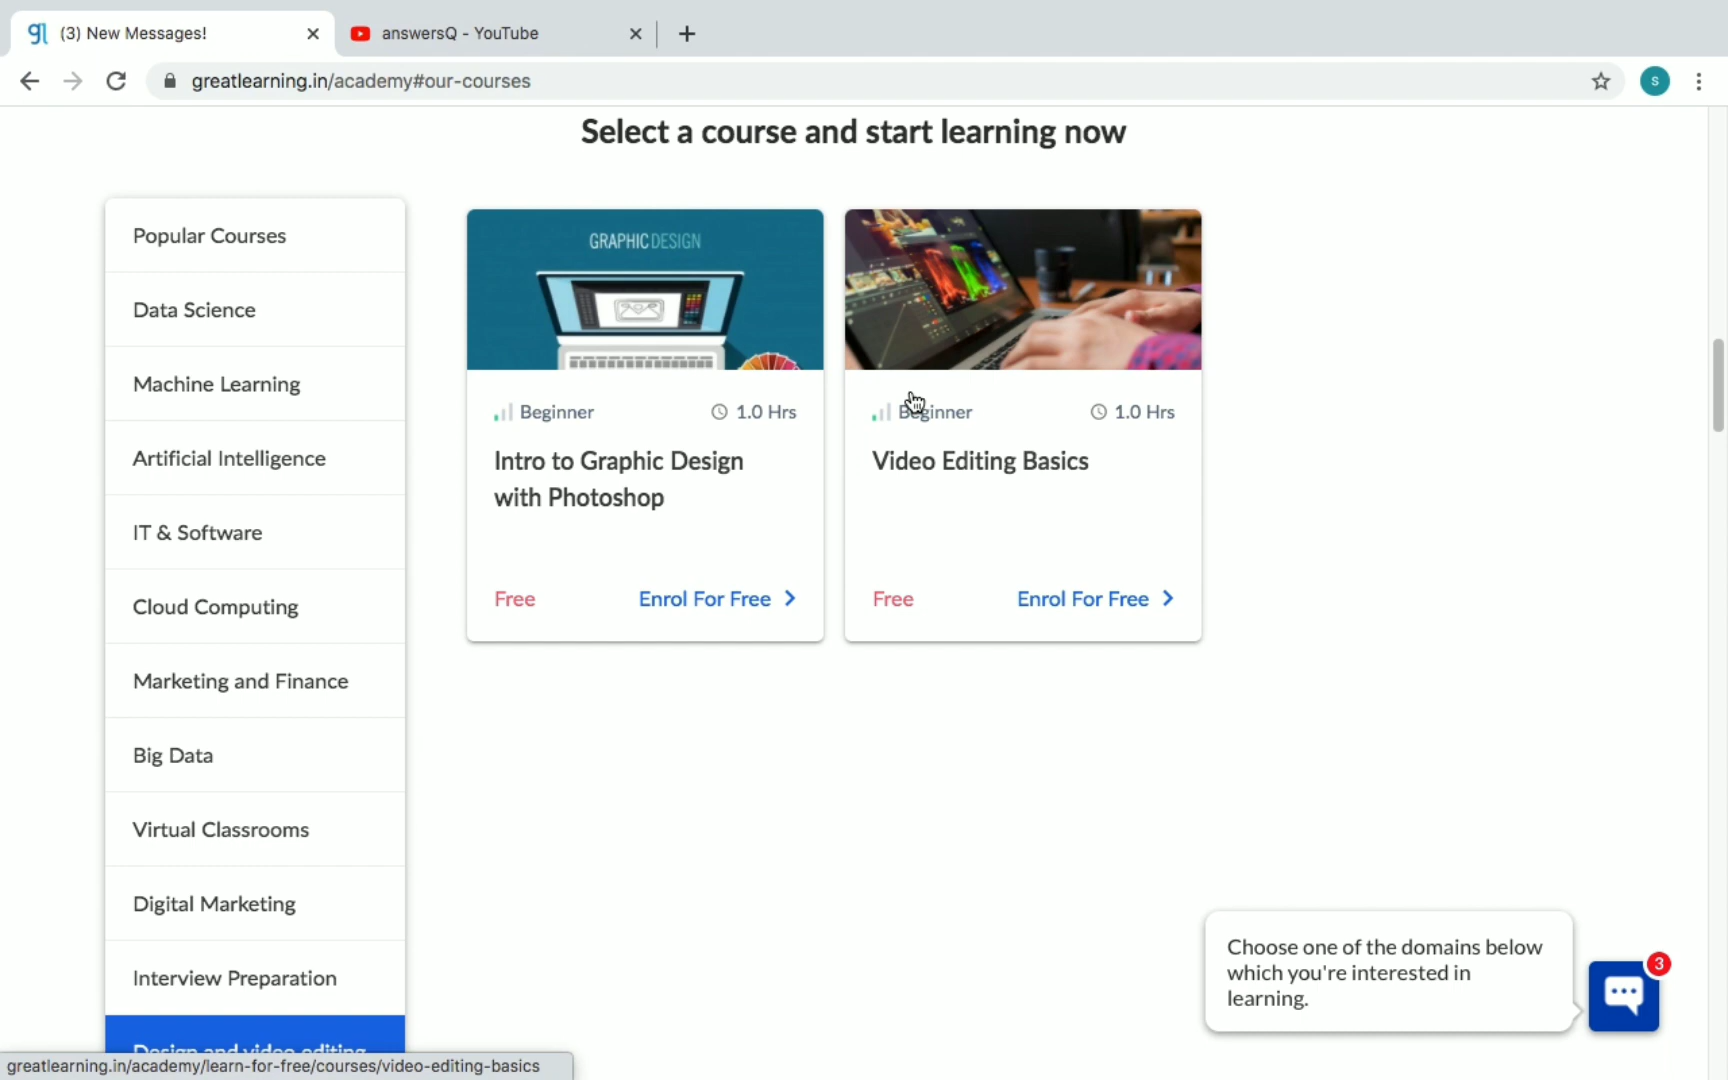 (3) New Messages!
answersQ - YouTube
greatlearning.in/academy#our-courses
S
Select a course and start learning now
Popular Courses
Data Science
Machine Learning
Artificial Intelligence
IT & Software
Cloud Computing
Marketing and Finance
Big Data
Virtual Classrooms
Digital Marketing
Interview Preparation
Design and video editing
GRAPHIC DESIGN
Beginner
1.0 Hrs
Intro to Graphic Design
with Photoshop
Free
Enrol For Free
Beginner
1.0 Hrs
Video Editing Basics
Free
Enrol For Free
Choose one of the domains below
which you're interested in
learning.
3
greatlearning.in/academy/learn-for-free/courses/video-editing-basics